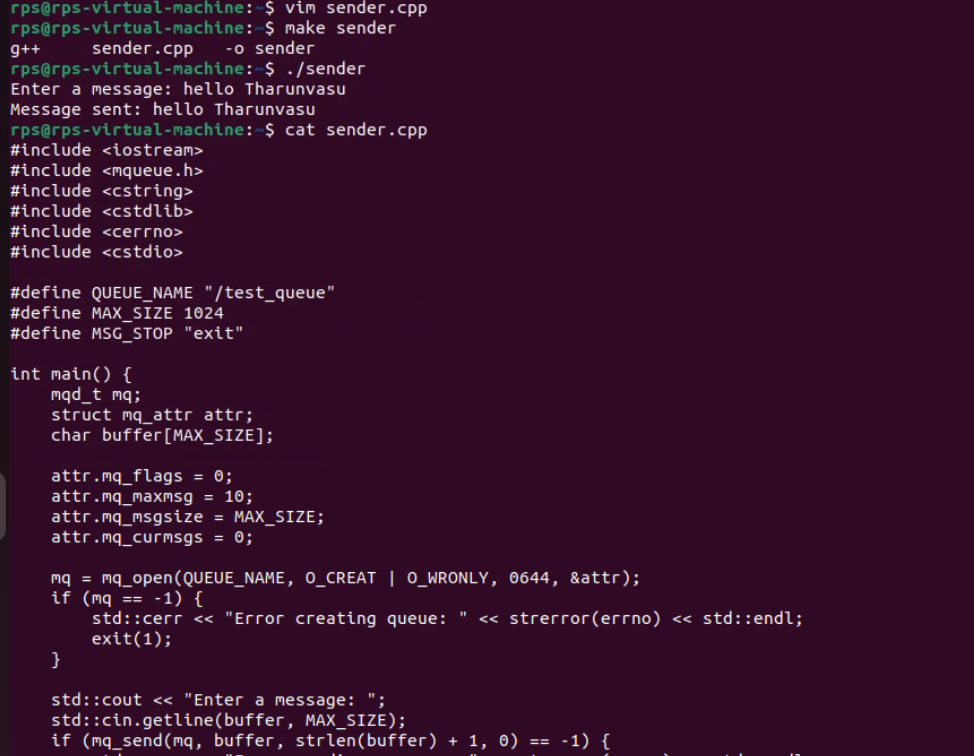 rps@rps-virtual-machine:~$ vim sender.cpp
rps@rps-virtual-machine:~$ make sender
g++     sender.cpp   -o sender
rps@rps-virtual-machine:~$ ./sender
Enter a message: hello Tharunvasu
Message sent: hello Tharunvasu
rps@rps-virtual-machine:~$ cat sender.cpp
#include <iostream>
#include <mqueue.h>
#include <cstring>
#include <cstdlib>
#include <cerrno>
#include <cstdio>

#define QUEUE_NAME "/test_queue"
#define MAX_SIZE 1024
#define MSG_STOP "exit"

int main() {
    mqd_t mq;
    struct mq_attr attr;
    char buffer[MAX_SIZE];

    attr.mq_flags = 0;
    attr.mq_maxmsg = 10;
    attr.mq_msgsize = MAX_SIZE;
    attr.mq_curmsgs = 0;

    mq = mq_open(QUEUE_NAME, O_CREAT | O_WRONLY, 0644, &attr);
    if (mq == -1) {
        std::cerr << "Error creating queue: " << strerror(errno) << std::endl;
        exit(1);
    }

    std::cout << "Enter a message: ";
    std::cin.getline(buffer, MAX_SIZE);
    if (mq_send(mq, buffer, strlen(buffer) + 1, 0) == -1) {